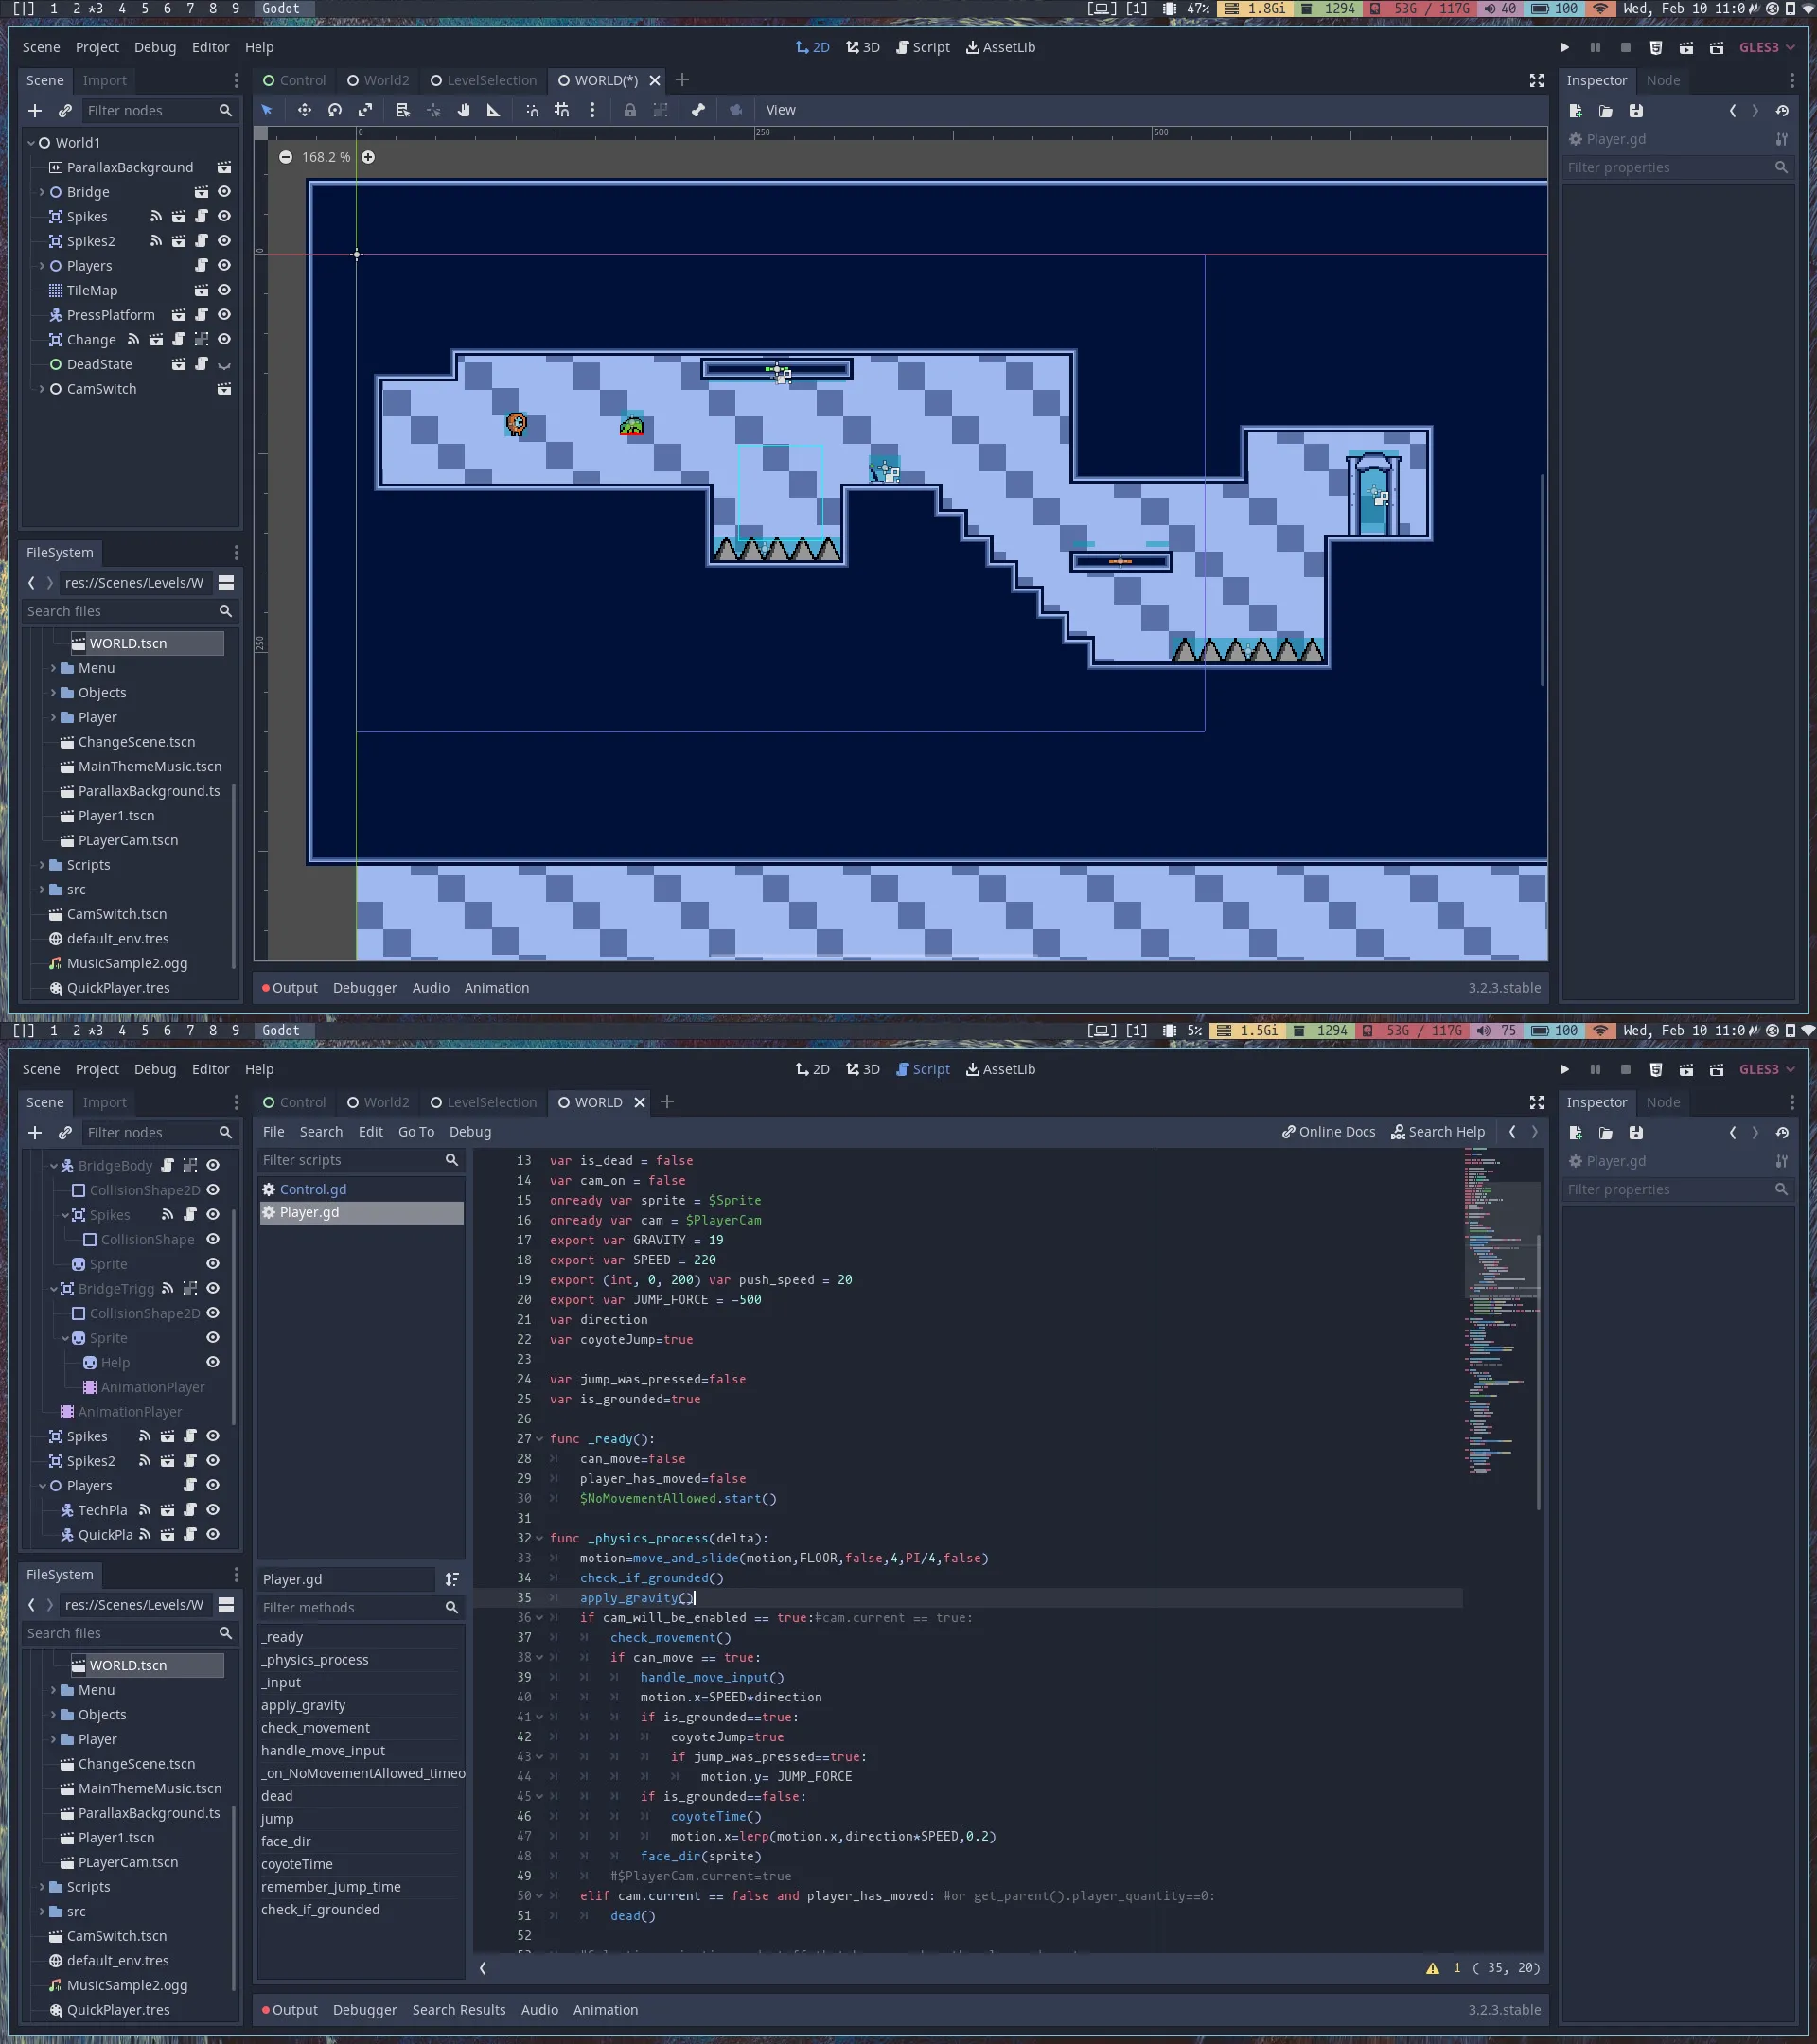 [|] 1 2 *3 4 5 6 7 8 9 Godot [1] 47% 1.8Gi 1294 53G / 117G 40 100 Wed, Feb 10 11:0
Scene Project Debug Editor Help 2D 3D Script AssetLib GLES3
Scene Import Control World2 LevelSelection WORLD(*) Inspector Node
Filter nodes View
0 250 500
Player.gd
World1
168.2 %
ParallaxBackground
Filter properties
Bridge
Spikes
Spikes2
0
Players
TileMap
PressPlatform
Change
DeadState
CamSwitch
FileSystem
res://Scenes/Levels/W
Search files
250
WORLD.tscn
Menu
Objects
Player
ChangeScene.tscn
MainThemeMusic.tscn
ParallaxBackground.ts
Player1.tscn
PLayerCam.tscn
Scripts
src
CamSwitch.tscn
default_env.tres
MusicSample2.ogg
QuickPlayer.tres
Output Debugger Audio Animation 3.2.3.stable
[|] 1 2 *3 4 5 6 7 8 9 Godot [1] 5% 1.5Gi 1294 53G / 117G 75 100 Wed, Feb 10 11:0
Scene Project Debug Editor Help 2D 3D Script AssetLib GLES3
Scene Import Control World2 LevelSelection WORLD Inspector Node
Filter nodes
File Search Edit Go To Debug Online Docs Search Help
Player.gd
Filter properties
BridgeBody
CollisionShape2D
Spikes
CollisionShape
Sprite
BridgeTrigg
CollisionShape2D
Sprite
Help
AnimationPlayer
AnimationPlayer
Spikes
Spikes2
Players
TechPla
QuickPla
FileSystem
res://Scenes/Levels/W
Search files
WORLD.tscn
Menu
Objects
Player
ChangeScene.tscn
MainThemeMusic.tscn
ParallaxBackground.ts
Player1.tscn
PLayerCam.tscn
Scripts
src
CamSwitch.tscn
default_env.tres
MusicSample2.ogg
QuickPlayer.tres
Filter scripts
Control.gd
Player.gd
Player.gd
Filter methods
_ready
_physics_process
_input
apply_gravity
check_movement
handle_move_input
_on_NoMovementAllowed_timeo
dead
jump
face_dir
coyoteTime
remember_jump_time
check_if_grounded
13 var is_dead = false
14 var cam_on = false
15 onready var sprite = $Sprite
16 onready var cam = $PlayerCam
17 export var GRAVITY = 19
18 export var SPEED = 220
19 export (int, 0, 200) var push_speed = 20
20 export var JUMP_FORCE = -500
21 var direction
22 var coyoteJump=true
23
24 var jump_was_pressed=false
25 var is_grounded=true
26
27 func _ready():
28 can_move=false
29 player_has_moved=false
30 $NoMovementAllowed.start()
31
32 func _physics_process(delta):
33 motion=move_and_slide(motion,FLOOR,false,4,PI/4,false)
34 check_if_grounded()
35 apply_gravity()
36 if cam_will_be_enabled == true:#cam.current == true:
37 check_movement()
38 if can_move == true:
39 handle_move_input()
40 motion.x=SPEED*direction
41 if is_grounded==true:
42 coyoteJump=true
43 if jump_was_pressed==true:
44 motion.y= JUMP_FORCE
45 if is_grounded==false:
46 coyoteTime()
47 motion.x=lerp(motion.x,direction*SPEED,0.2)
48 face_dir(sprite)
49 #$PlayerCam.current=true
50 elif cam.current == false and player_has_moved: #or get_parent().player_quantity==0:
51 dead()
52
1 ( 35, 20)
Output Debugger Search Results Audio Animation 3.2.3.stable